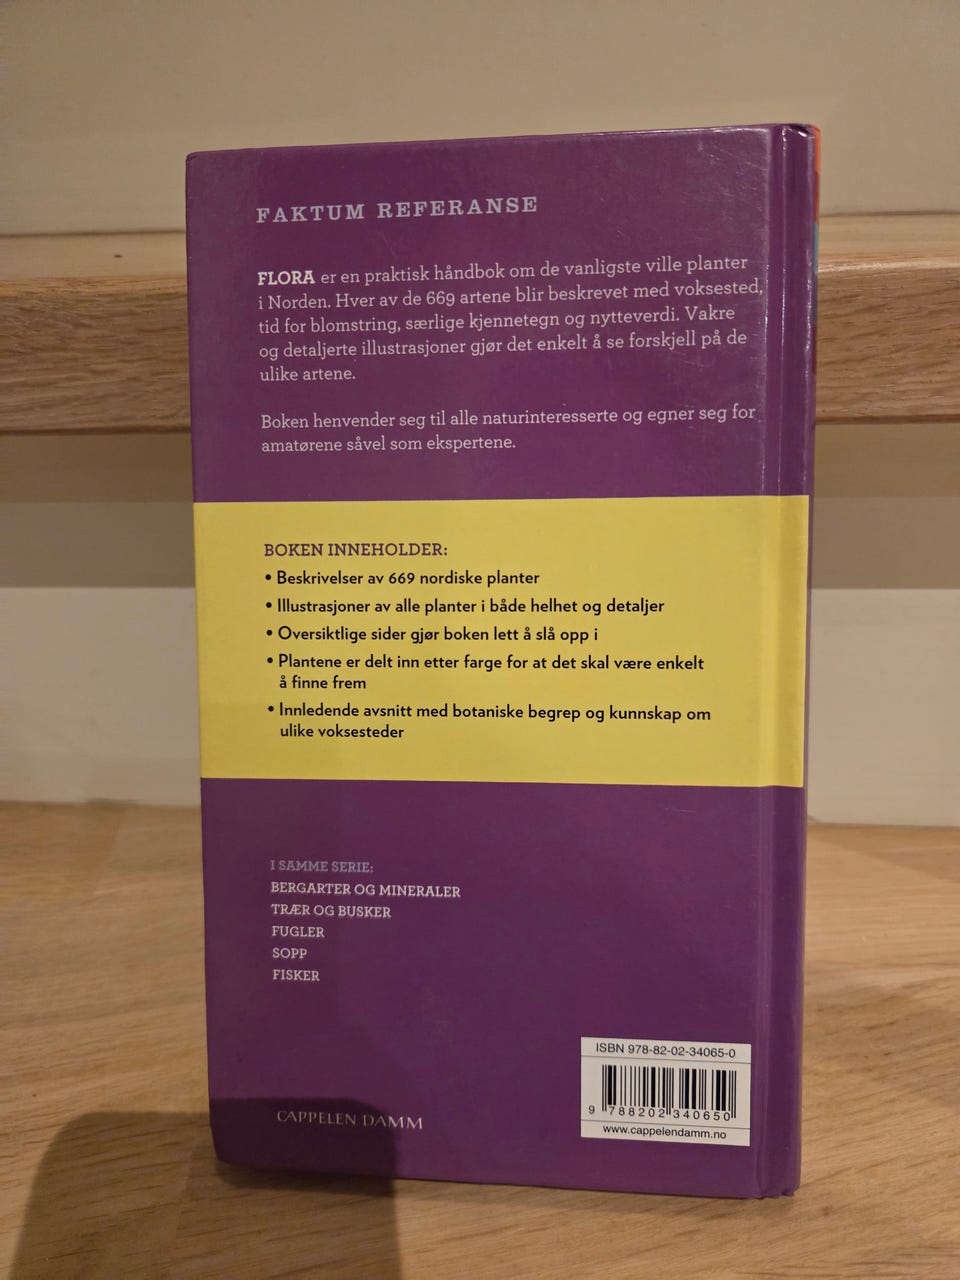 FAKTUM REFERANSE
FLORA er en praktisk håndbok om de vanligste ville planter
i Norden. Hver av de 669 artene blir beskrevet med voksested,
tid for blomstring, særlige kjennetegn og nytteverdi. Vakre
og detaljerte illustrasjoner gjør det enkelt å se forskjell på de
ulike artene.
Boken henvender seg til alle naturinteresserte og egner seg for
amatørene såvel som ekspertene.
BOKEN INNEHOLDER:
• Beskrivelser av 669 nordiske planter
• Illustrasjoner av alle planter i både helhet og detaljer
• Oversiktlige sider gjør boken lett å slå opp i
• Plantene er delt inn etter farge for at det skal være enkelt
å finne frem
• Innledende avsnitt med botaniske begrep og kunnskap om
ulike voksesteder
I SAMME SERIE:
BERGARTER OG MINERALER
TRÆR OG BUSKER
FUGLER
SOPP
FISKER
CAPPELEN DAMM
ISBN 978-82-02-34065-0
9 788202 340650
www.cappelendamm.no